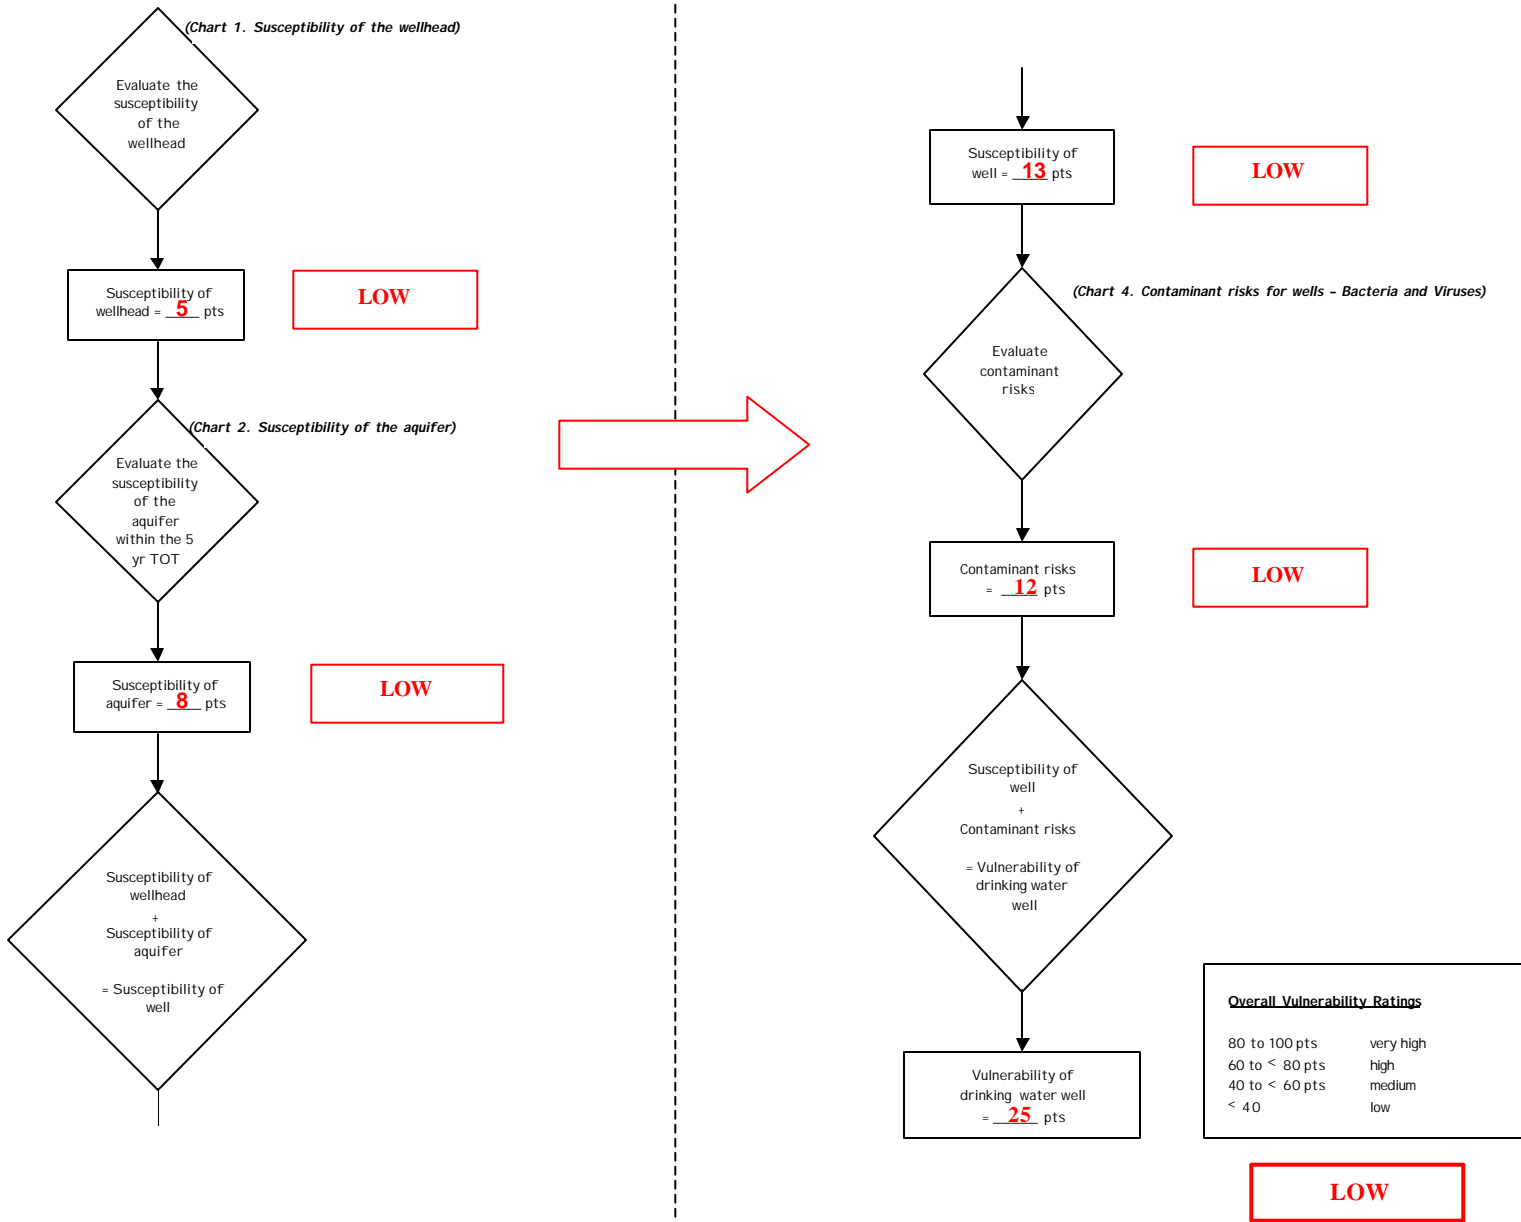 (Chart 1. Susceptibility of the wellhead)
Evaluate the
susceptibility
of the
wellhead
Susceptibility of
wellhead = 5 pts
LOW
(Chart 2. Susceptibility of the aquifer)
Evaluate the
susceptibility
of the
aquifer
within the 5
yr TOT
Susceptibility of
aquifer = 8 pts
LOW
Susceptibility of
wellhead
+
Susceptibility of
aquifer
= Susceptibility of
well
Susceptibility of
well = 13 pts
LOW
(Chart 4. Contaminant risks for wells – Bacteria and Viruses)
Evaluate
contaminant
risks
Contaminant risks
= 12 pts
LOW
Susceptibility of
well
+
Contaminant risks
= Vulnerability of
drinking water
well
Vulnerability of
drinking water well
= 25 pts
Overall Vulnerability Ratings
80 to 100 pts very high
60 to < 80 pts high
40 to < 60 pts medium
< 40 low
LOW